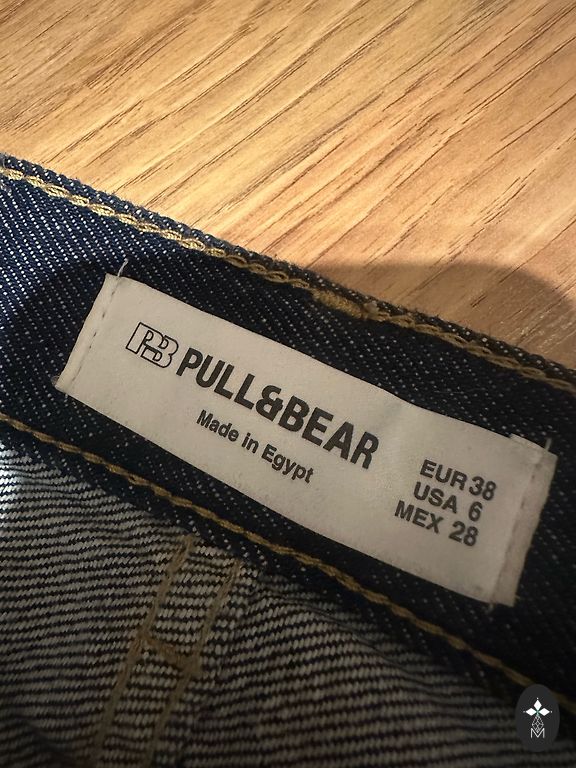 PB PULL&BEAR
Made in Egypt
EUR 38
USA 6
MEX 28
M